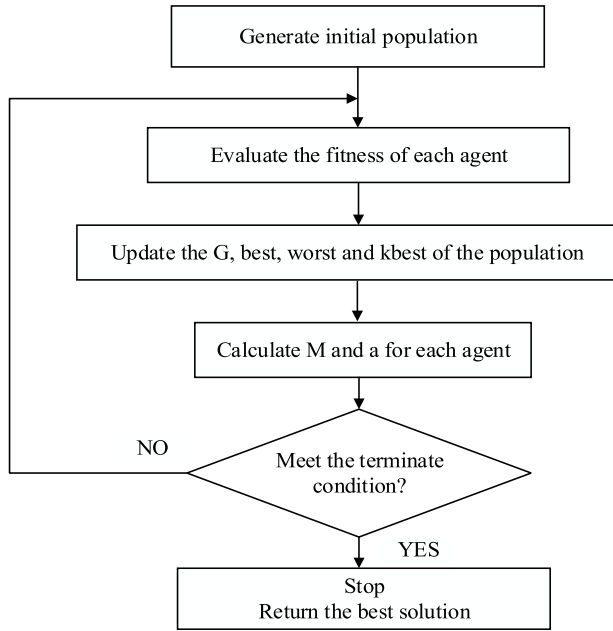 Generate initial population
Evaluate the fitness of each agent
Update the G, best, worst and kbest of the population
Calculate M and a for each agent
NO
Meet the terminate
condition?
YES
Stop
Return the best solution